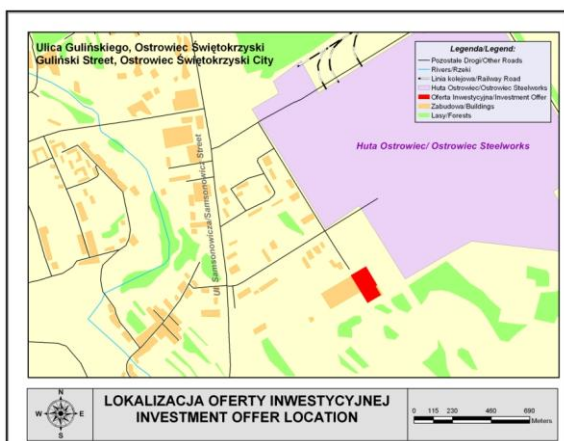 Ulica Gulińskiego, Ostrowiec Świętokrzyski
Guliński Street, Ostrowiec Świętokrzyski City
Legenda/Legend:
Pozostałe Drogi/Other Roads
Rivers/Rzeki
Linia kolejowa/Railway Road
Huta Ostrowiec/Ostrowiec Steelworks
Oferta Inwestycyjna/Investment Offer
Zabudowa/Buildings
Lasy/Forests
Huta Ostrowiec/ Ostrowiec Steelworks
Ul. Samsonowicza/Samsonowicza Street
N
W E
S
LOKALIZACJA OFERTY INWESTYCYJNEJ
INVESTMENT OFFER LOCATION
0 115 230 460 690
Meters